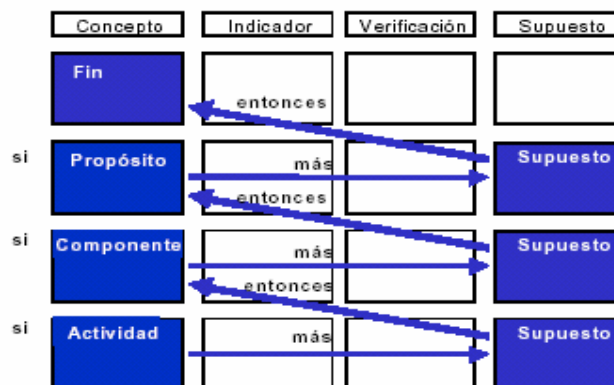 Concepto Indicador Verificación Supuesto
Fin
entonces
si Propósito más Supuesto
entonces
si Componente más Supuesto
entonces
si Actividad más Supuesto